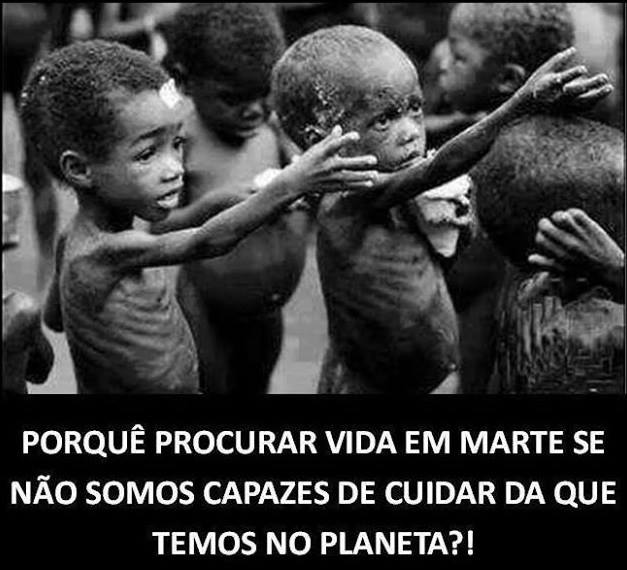 PORQUÊ PROCURAR VIDA EM MARTE SE
NÃO SOMOS CAPAZES DE CUIDAR DA QUE
TEMOS NO PLANETA?!